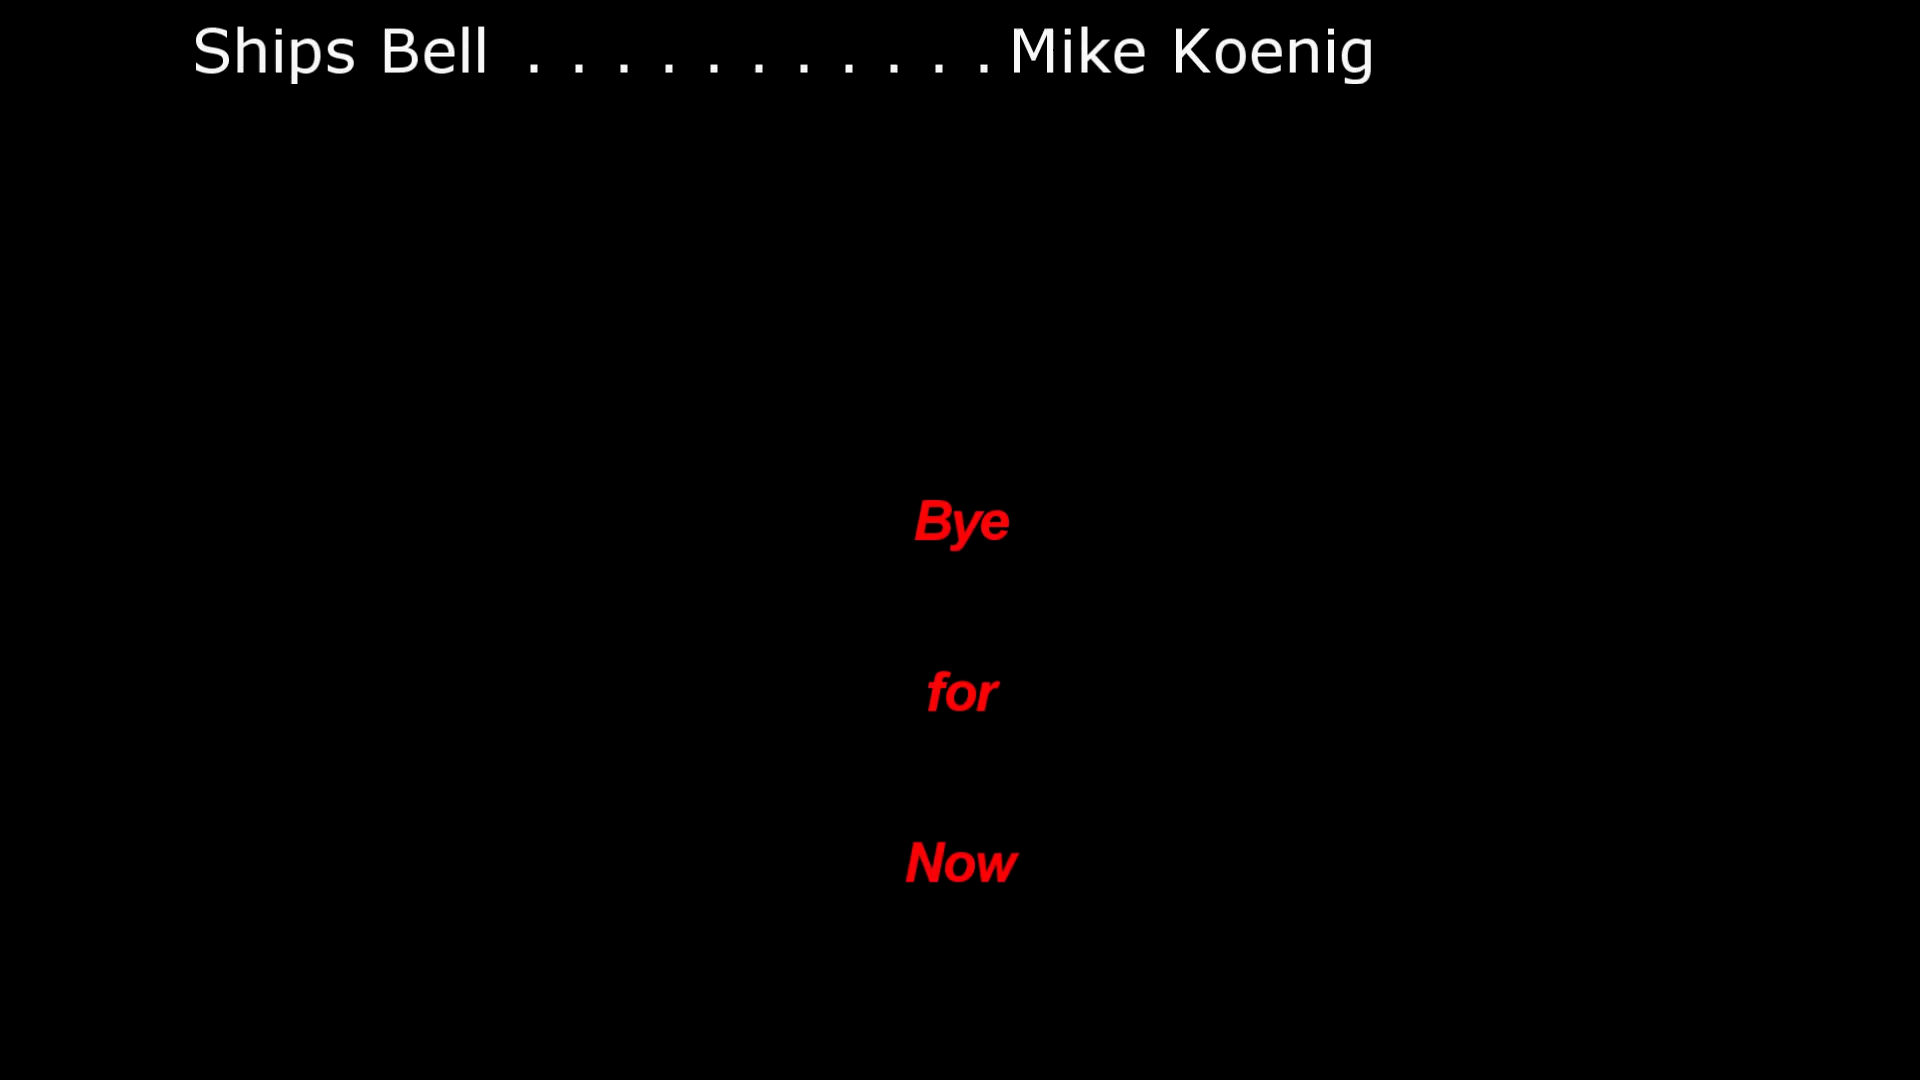 Ships Bell . . . . . . . . . . . Mike Koenig
Bye
for
Now